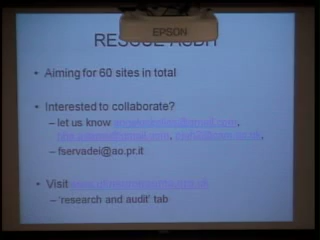 EPSON
RESCUE AUDIT
• Aiming for 60 sites in total
• Interested to collaborate?
– let us know
– fservadei@ao.pr.it
• Visit
– 'research and audit' tab